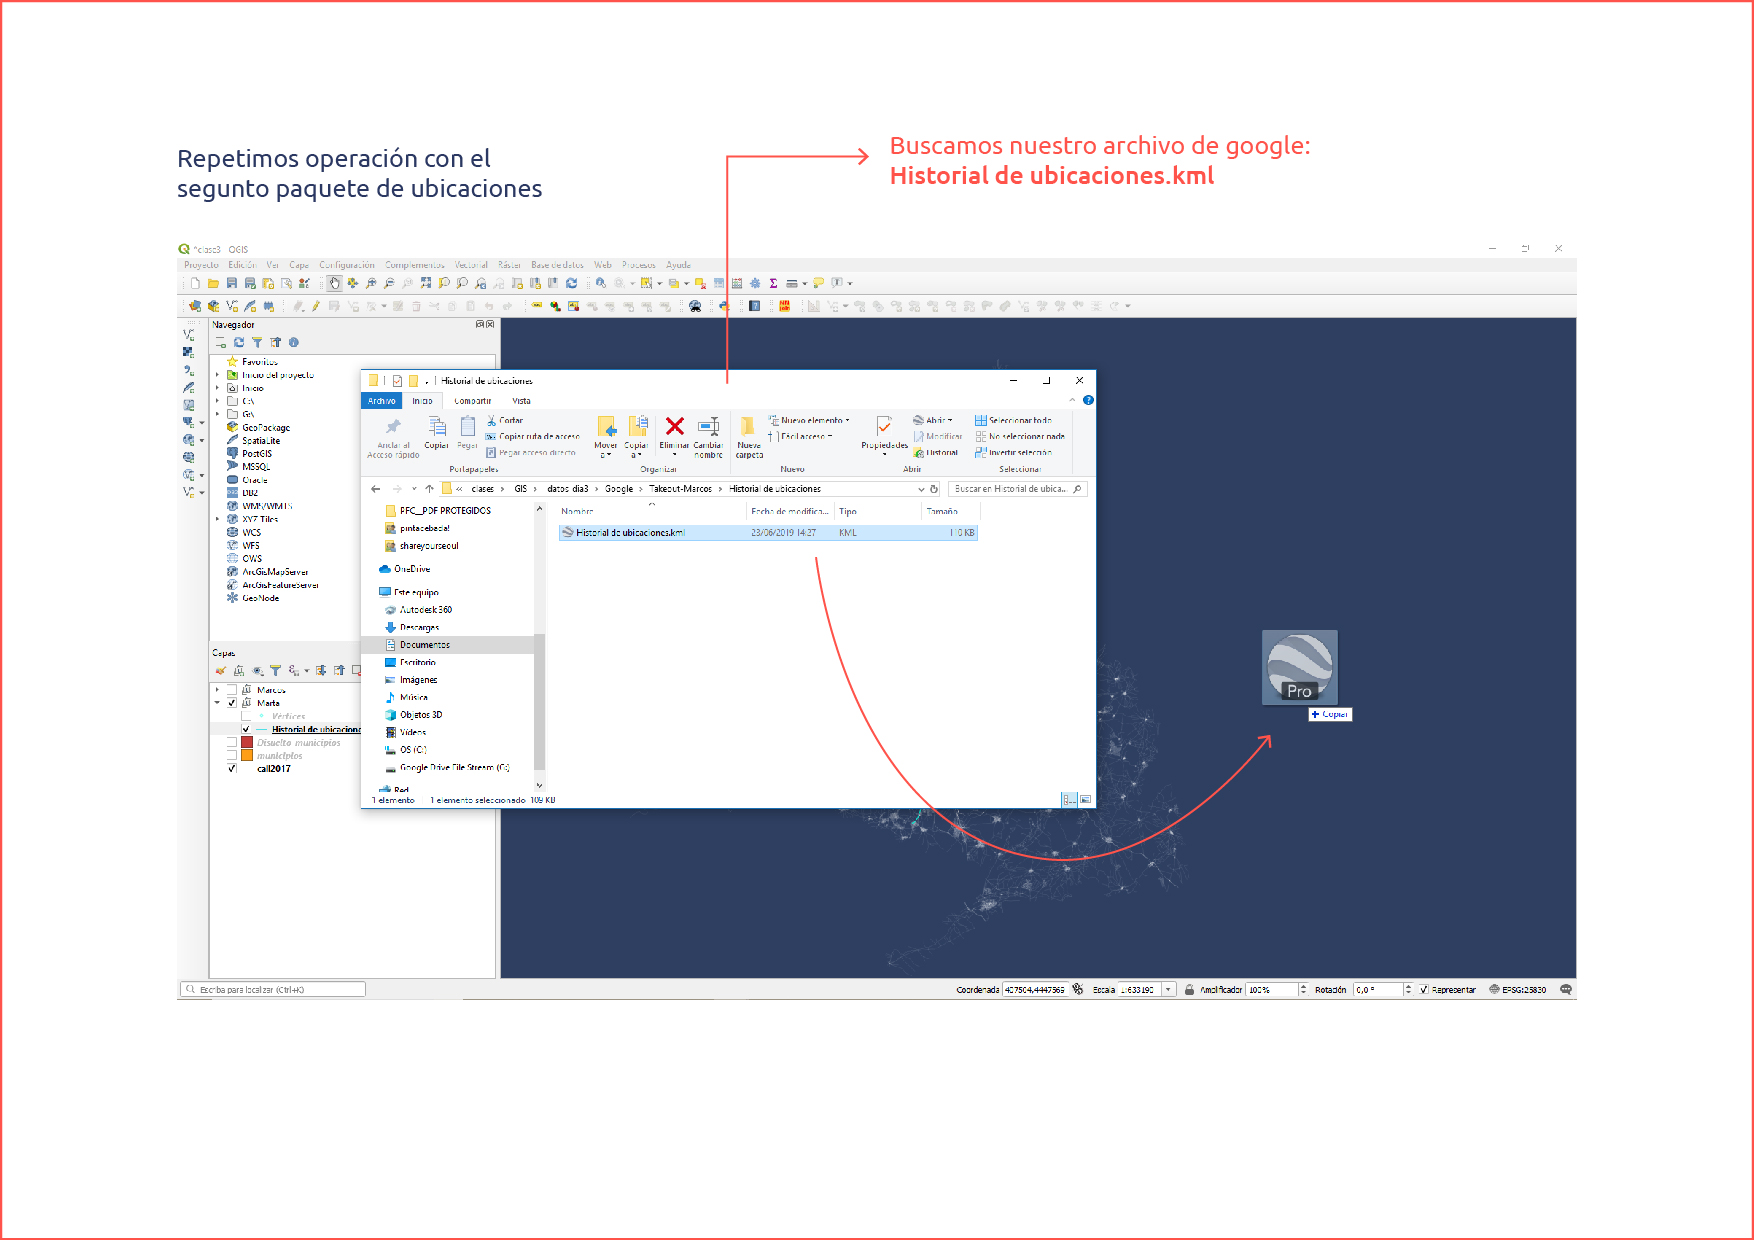 Repetimos operación con el
segunto paquete de ubicaciones
Buscamos nuestro archivo de google:
Historial de ubicaciones.kml
*clase3 - QGIS
Proyecto Edición Ver Capa Configuración Complementos Vectorial Ráster Base de datos Web Procesos Ayuda
Navegador
Favoritos
Inicio del proyecto
Inicio
C:\
G:\
GeoPackage
SpatiaLite
PostGIS
MSSQL
Oracle
DB2
WMS/WMTS
XYZ Tiles
WCS
WFS
OWS
ArcGisMapServer
ArcGisFeatureServer
GeoNode
Capas
Marcos
Marta
Vértices
Historial de ubicacione
Disuelto municipios
municipios
call2017
Historial de ubicaciones
Archivo Inicio Compartir Vista
Anclar al
Acceso rápido
Copiar
Pegar
Cortar
Copiar ruta de acceso
Pegar acceso directo
Portapapeles
Mover
a
Copiar
a
Eliminar
Cambiar
nombre
Organizar
Nueva
carpeta
Nuevo elemento
Fácil acceso
Nuevo
Propiedades
Abrir
Modificar
Historial
Abrir
Seleccionar todo
No seleccionar nada
Invertir selección
Seleccionar
« clases > GIS > datos_dia3 > Google > Takeout-Marcos > Historial de ubicaciones
Buscar en Historial de ubica...
PFC_PDF PROTEGIDOS
pintacebada!
shareyourseoul
OneDrive
Este equipo
Autodesk 360
Descargas
Documentos
Escritorio
Imágenes
Música
Objetos 3D
Vídeos
OS (C:)
Google Drive File Stream (G:)
Red
Nombre Fecha de modifica... Tipo Tamaño
Historial de ubicaciones.kml 23/06/2019 14:27 KML 110 KB
1 elemento 1 elemento seleccionado 109 KB
Pro
Copiar
Escriba para localizar (Ctrl+K)
Coordenada 407504,4447569 Escala 1:633190 Amplificador 100% Rotación 0,0 ° Representar EPSG:25830